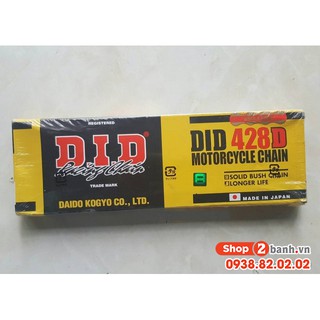 REGISTERED
D.I.D®
Racing Chain
TRADE MARK
DAIDO KOGYO CO., LTD.
DID 428D
MOTORCYCLE CHAIN
SOLID BUSH CHAIN
LONGER LIFE
MADE IN JAPAN
Shop2banh.vn
0938.82.02.02